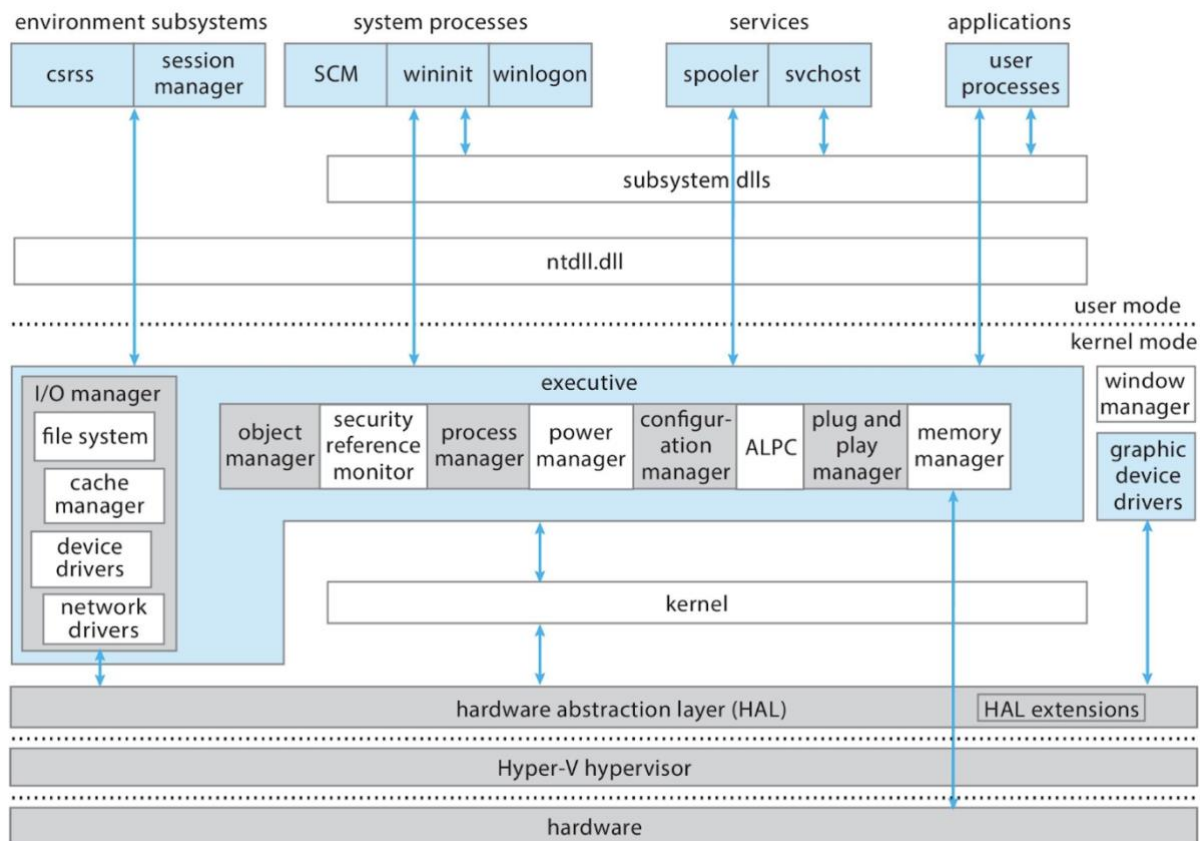 environment subsystems
system processes
services
applications
csrss
session
manager
SCM
wininit
winlogon
spooler
svchost
user
processes
subsystem dlls
ntdll.dll
user mode
kernel mode
executive
I/O manager
file system
cache
manager
device
drivers
network
drivers
object
manager
security
reference
monitor
process
manager
power
manager
configur-
ation
manager
ALPC
plug and
play
manager
memory
manager
window
manager
graphic
device
drivers
kernel
hardware abstraction layer (HAL)
HAL extensions
Hyper-V hypervisor
hardware